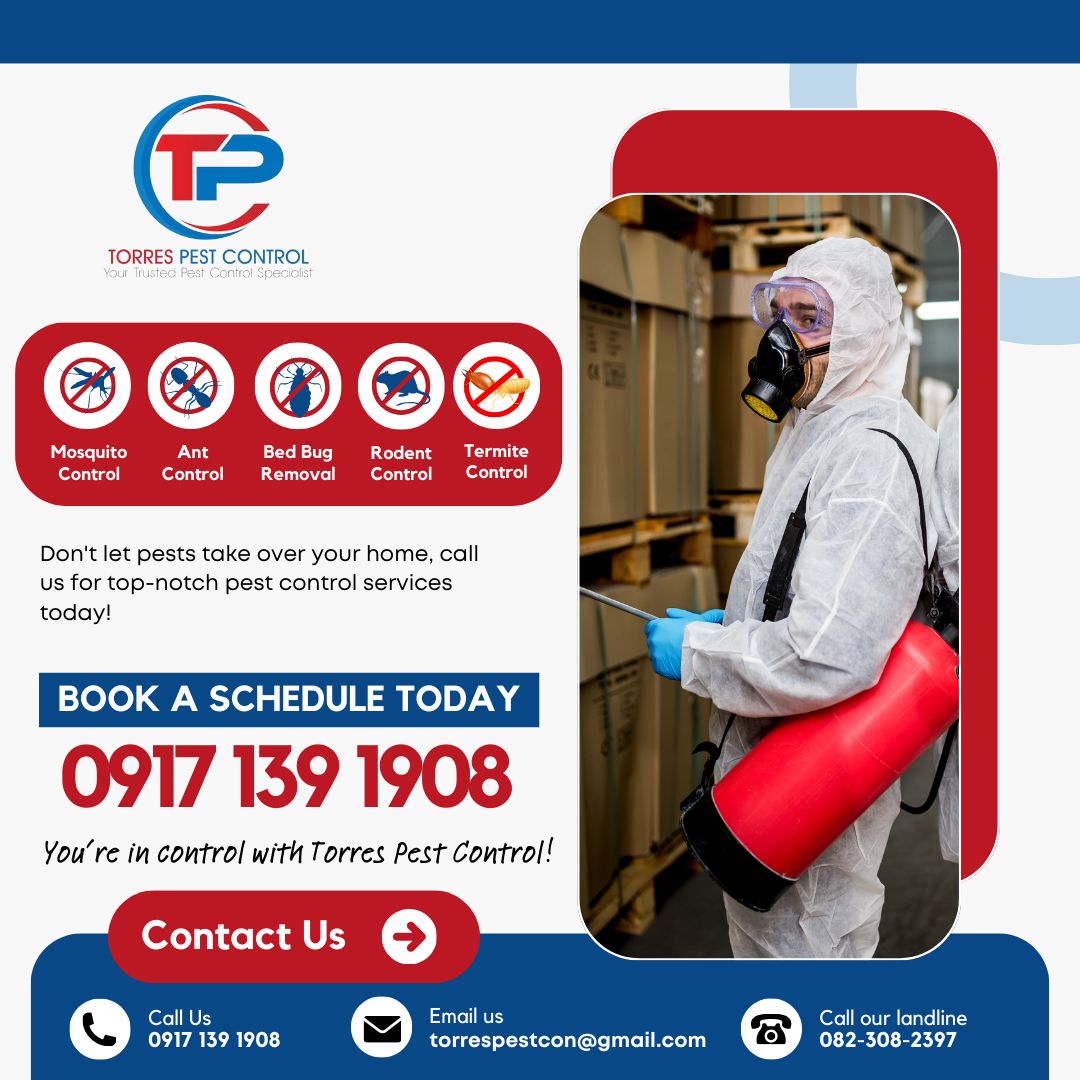 TP
TORRES PEST CONTROL
Your Trusted Pest Control Specialist
Mosquito
Control
Ant
Control
Bed Bug
Removal
Rodent
Control
Termite
Control
Don't let pests take over your home, call
us for top-notch pest control services
today!
BOOK A SCHEDULE TODAY
0917 139 1908
You're in control with Torres Pest Control!
Contact Us
Call Us
0917 139 1908
Email us
torrespestcon@gmail.com
Call our landline
082-308-2397